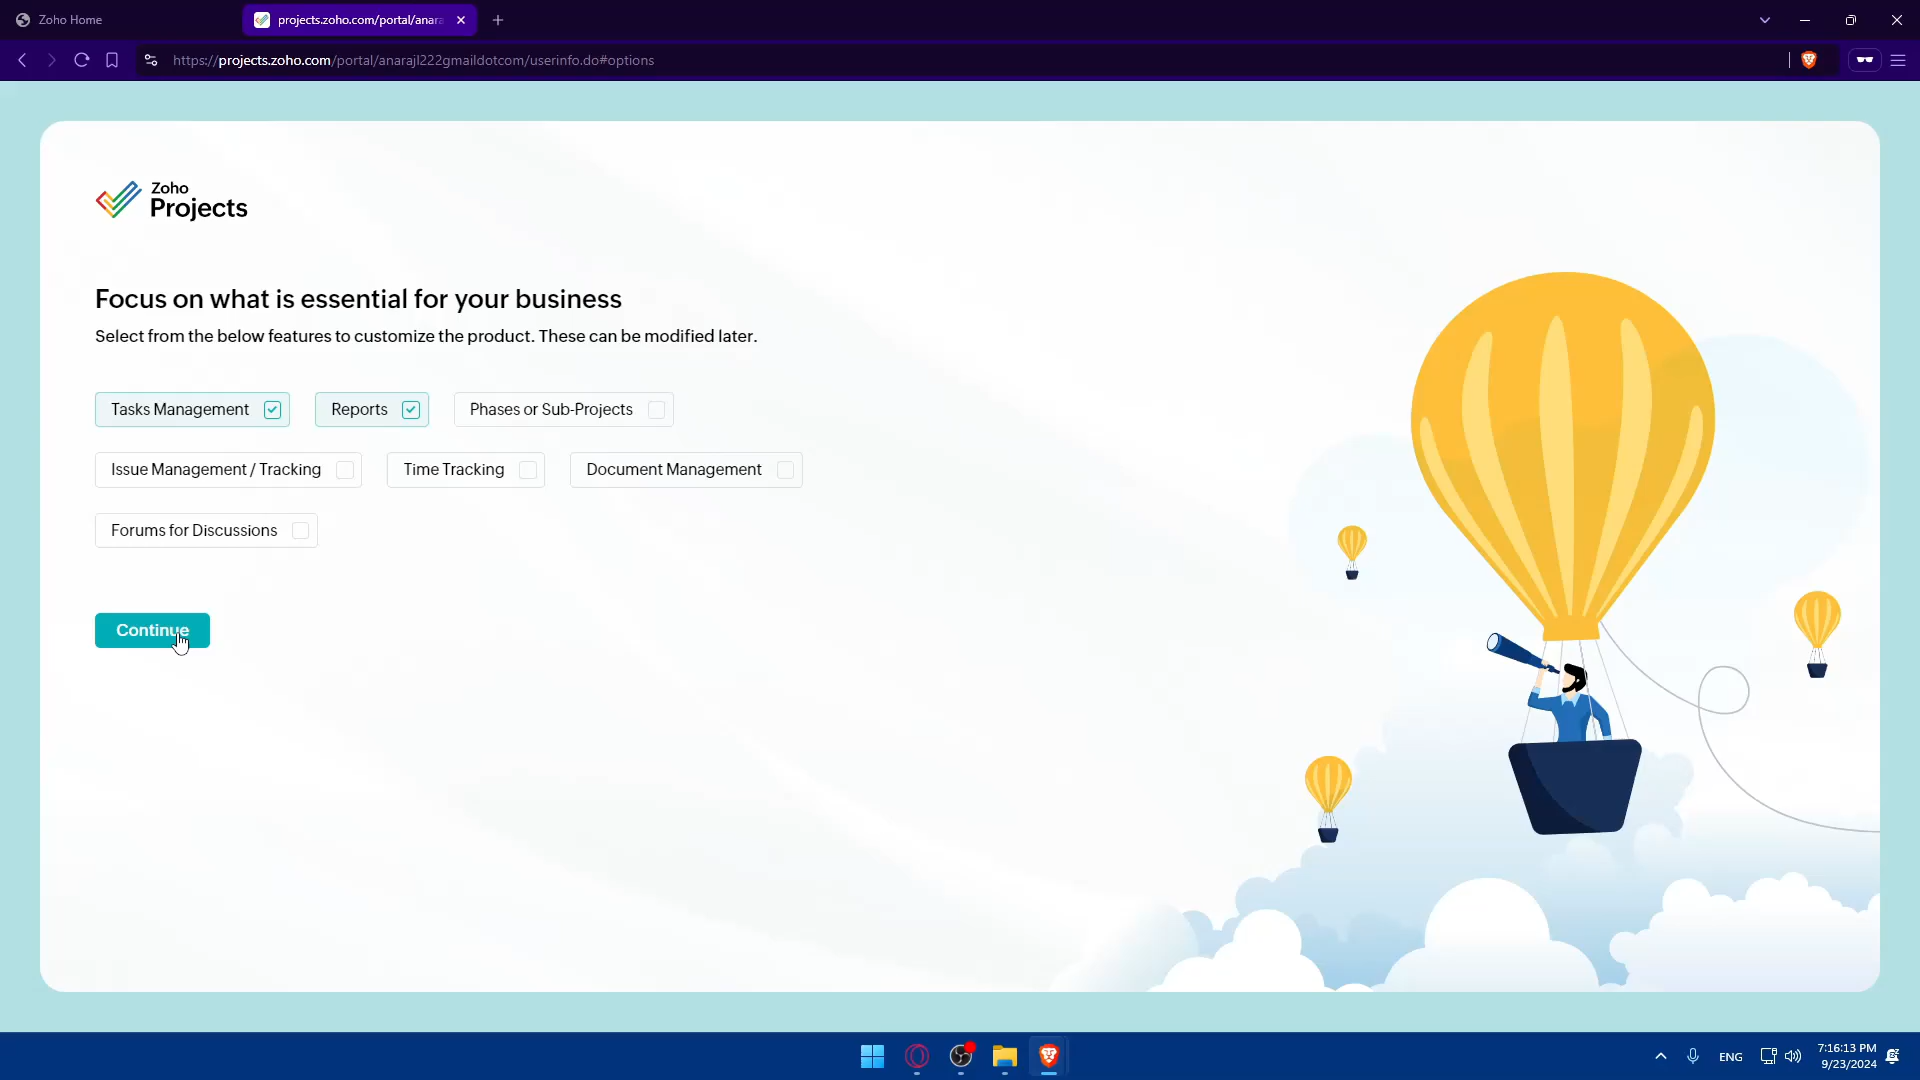 Zoho Home
projects.zoho.com/portal/anara
https://projects.zoho.com/portal/anarajl222gmaildotcom/userinfo.do#options
Zoho
Projects
Focus on what is essential for your business
Select from the below features to customize the product. These can be modified later.
Tasks Management
Reports
Phases or Sub-Projects
Issue Management / Tracking
Time Tracking
Document Management
Forums for Discussions
Continue
ENG
7:16:13 PM
9/23/2024